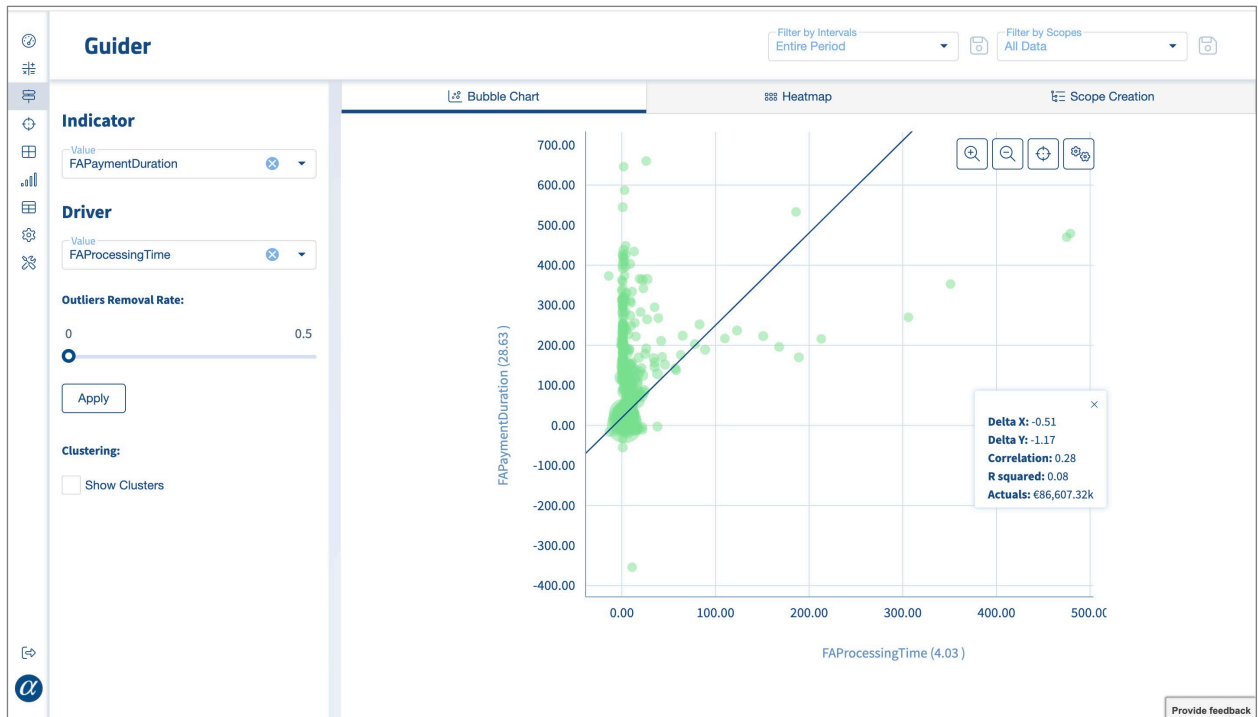 Guider
Filter by Intervals
Entire Period
Filter by Scopes
All Data
Bubble Chart
Heatmap
Scope Creation
Indicator
Value
FAPaymentDuration
Driver
Value
FAProcessingTime
Outliers Removal Rate:
0 0.5
Apply
Clustering:
Show Clusters
FAPaymentDuration (28.63 )
700.00
600.00
500.00
400.00
300.00
200.00
100.00
0.00
-100.00
-200.00
-300.00
-400.00
0.00 100.00 200.00 300.00 400.00 500.00
FAProcessingTime (4.03 )
Delta X: -0.51
Delta Y: -1.17
Correlation: 0.28
R squared: 0.08
Actuals: €86,607.32k
α
Provide feedback